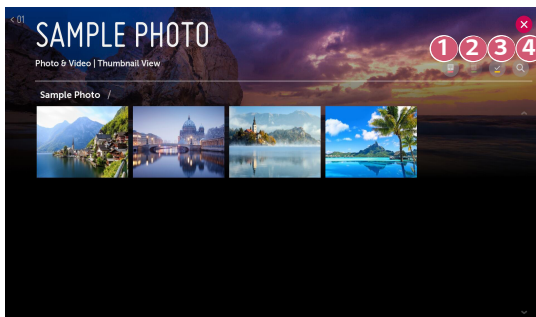 < 01
SAMPLE PHOTO
1 2 3 4
Photo & Video | Thumbnail View
Sample Photo /